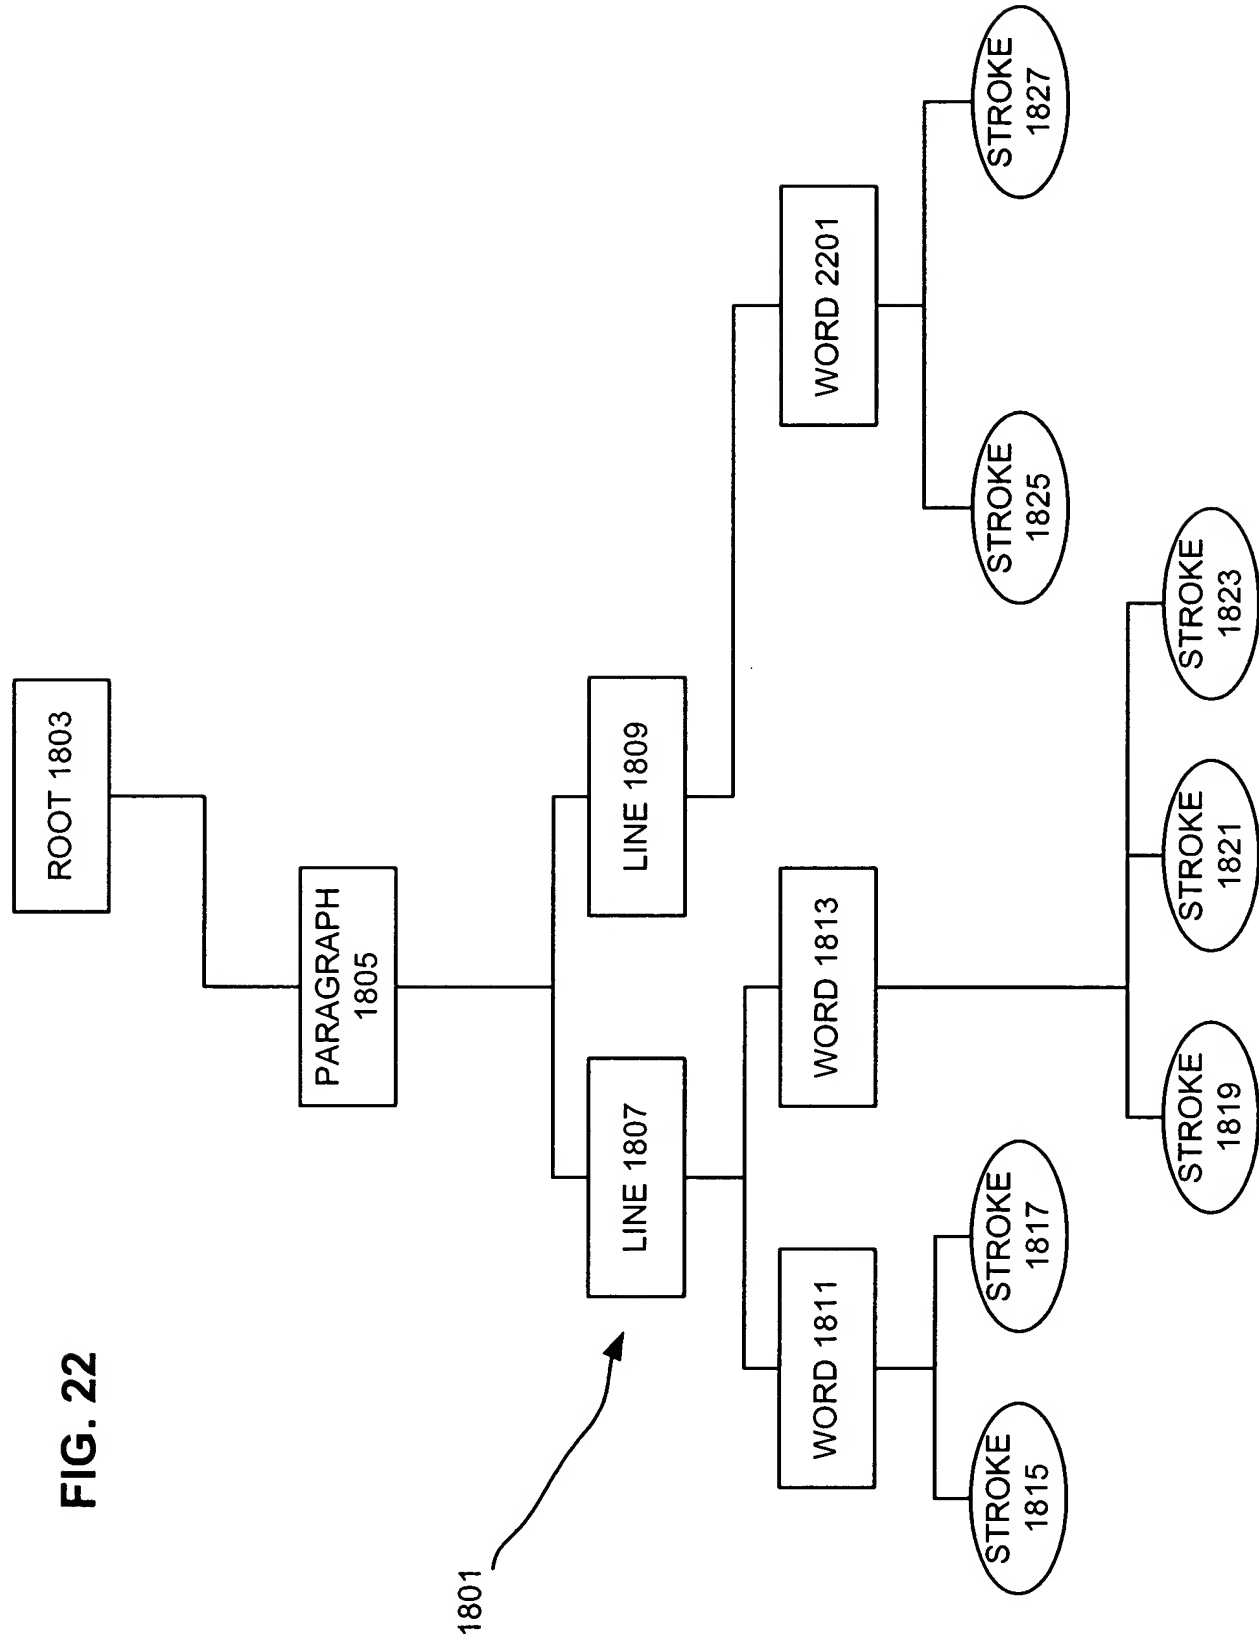 FIG. 22
1801
ROOT 1803
PARAGRAPH
1805
LINE 1807
LINE 1809
WORD 1811
WORD 1813
WORD 2201
STROKE
1815
STROKE
1817
STROKE
1825
STROKE
1827
STROKE
1819
STROKE
1821
STROKE
1823